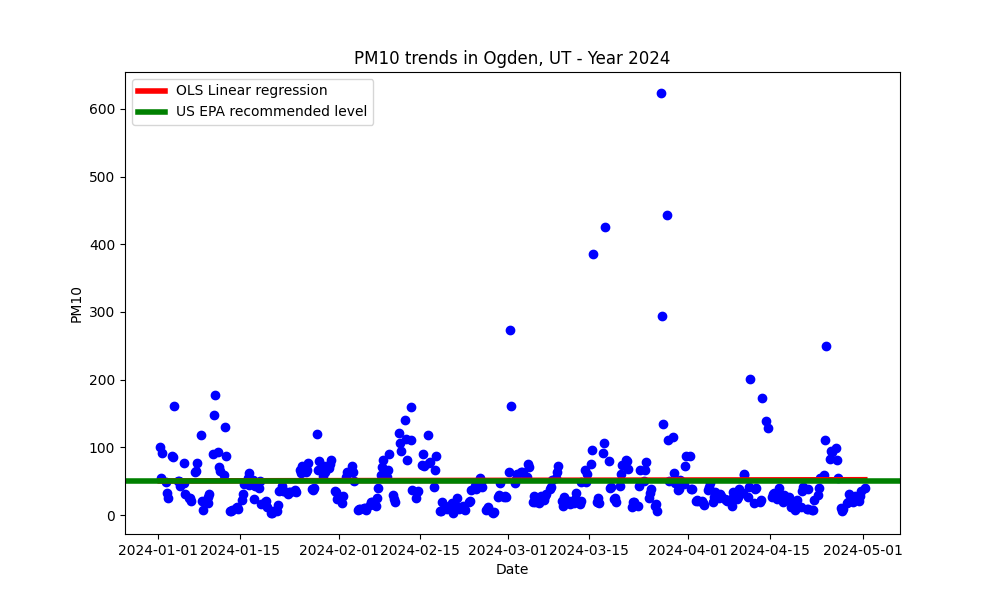 PM10 trends in Ogden, UT - Year 2024
OLS Linear regression
US EPA recommended level
600
500
400
300
200
100
0
PM10
2024-01-01 2024-01-15 2024-02-01 2024-02-15 2024-03-01 2024-03-15 2024-04-01 2024-04-15 2024-05-01
Date